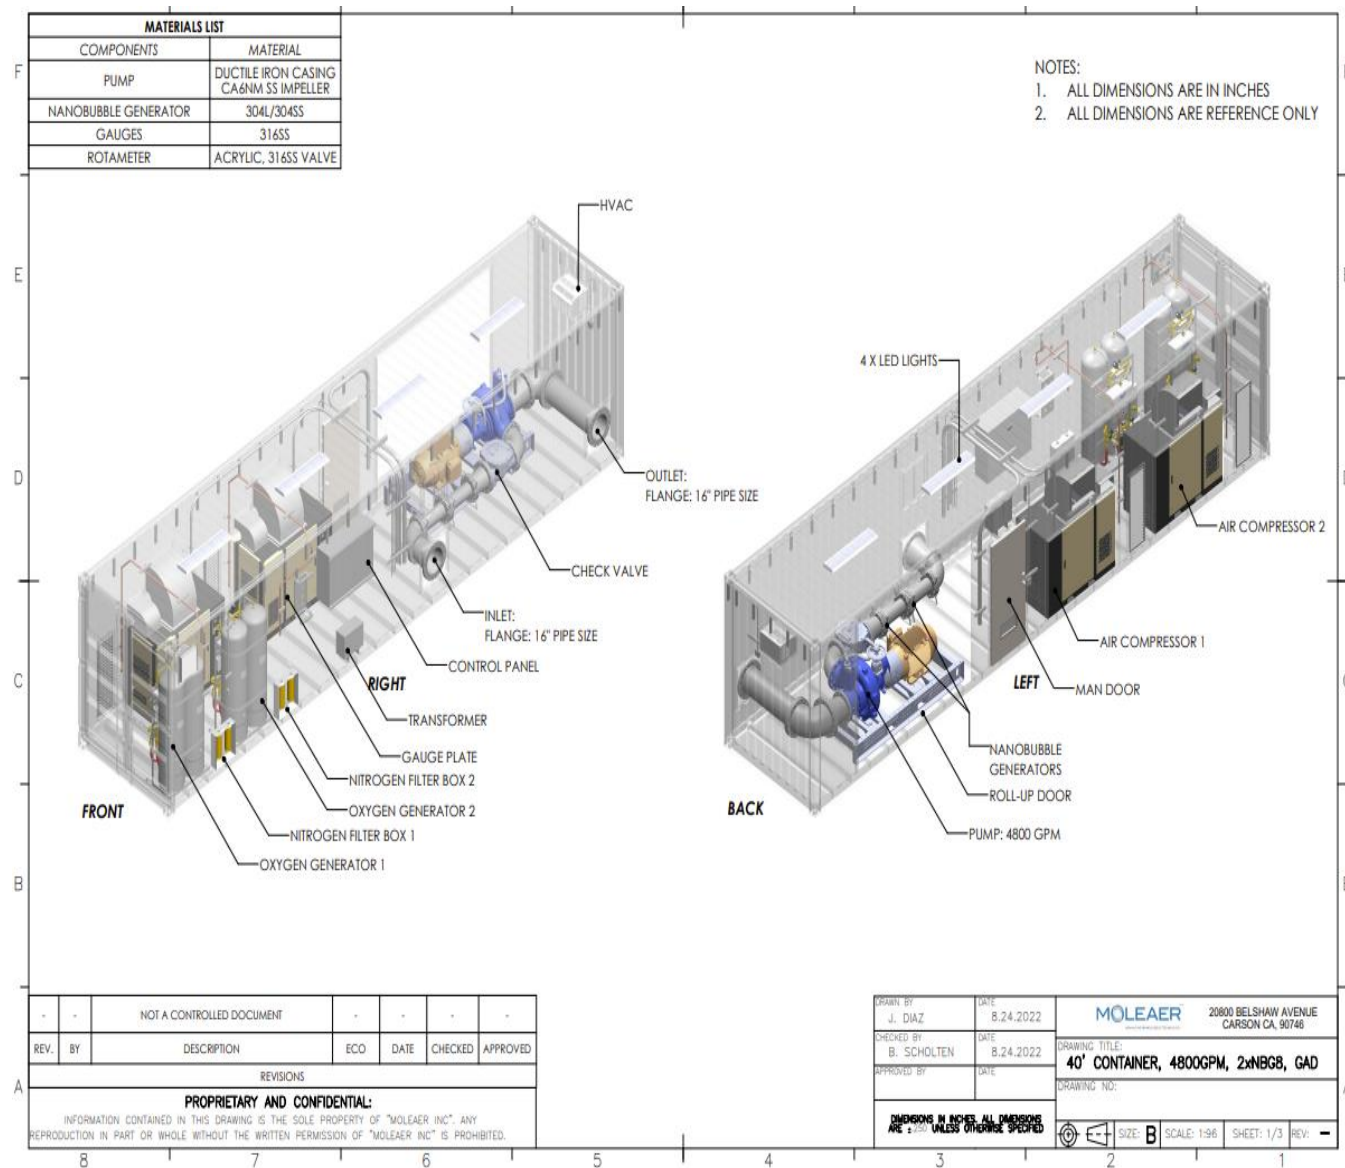 MATERIALS LIST
COMPONENTS MATERIAL
PUMP DUCTILE IRON CASING
CA6NM SS IMPELLER
NANOBUBBLE GENERATOR 304L/304SS
GAUGES 316SS
ROTAMETER ACRYLIC, 316SS VALVE
NOTES:
1. ALL DIMENSIONS ARE IN INCHES
2. ALL DIMENSIONS ARE REFERENCE ONLY
F
E
D
C
B
A
HVAC
OUTLET:
FLANGE: 16" PIPE SIZE
CHECK VALVE
INLET:
FLANGE: 16" PIPE SIZE
CONTROL PANEL
RIGHT
TRANSFORMER
GAUGE PLATE
NITROGEN FILTER BOX 2
OXYGEN GENERATOR 2
NITROGEN FILTER BOX 1
OXYGEN GENERATOR 1
FRONT
4 X LED LIGHTS
AIR COMPRESSOR 2
AIR COMPRESSOR 1
LEFT
MAN DOOR
NANOBUBBLE
GENERATORS
ROLL-UP DOOR
PUMP: 4800 GPM
BACK
- - NOT A CONTROLLED DOCUMENT - - - -
REV. BY DESCRIPTION ECO DATE CHECKED APPROVED
REVISIONS
PROPRIETARY AND CONFIDENTIAL:
INFORMATION CONTAINED IN THIS DRAWING IS THE SOLE PROPERTY OF "MOLEAER INC". ANY
REPRODUCTION IN PART OR WHOLE WITHOUT THE WRITTEN PERMISSION OF "MOLEAER INC" IS PROHIBITED.
DRAWN BY DATE
J. DIAZ 8.24.2022
CHECKED BY DATE
B. SCHOLTEN 8.24.2022
APPROVED BY DATE
DIMENSIONS IN INCHES. ALL DIMENSIONS
ARE UNLESS OTHERWISE SPECIFIED
MOLEAER
20800 BELSHAW AVENUE
CARSON CA, 90746
DRAWING TITLE:
40' CONTAINER, 4800GPM, 2xNBG8, GAD
DRAWING NO:
SIZE: B SCALE: 1:96 SHEET: 1/3 REV: -
8 7 6 5 4 3 2 1